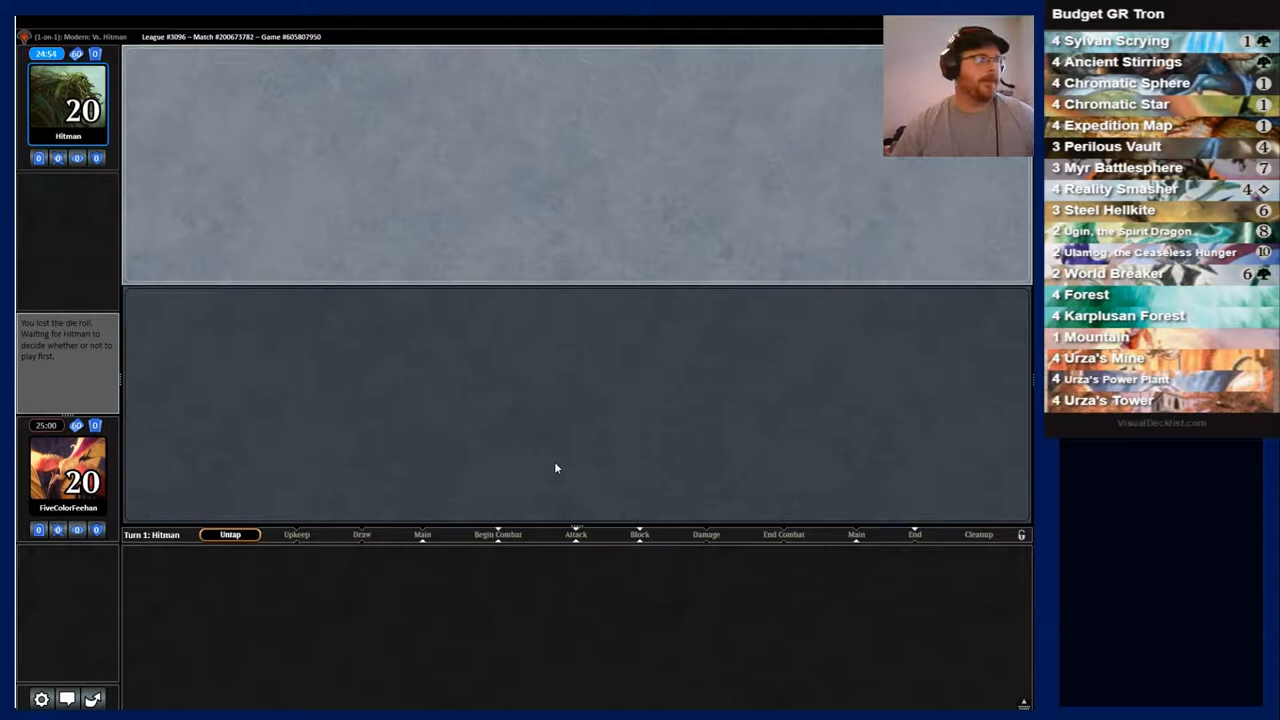 (1-on-1): Modern: Vs. Hitman
League #3096 – Match #200673782 – Game #605807950
24:54 60 0
20
Hitman
0 0 0 0
You lost the die roll.
Waiting for Hitman to
decide whether or not to
play first.
25:00 60 0
20
FiveColorFeehan
0 0 0 0
Turn 1: Hitman Untap Upkeep Draw Main Begin Combat Attack Block Damage End Combat Main End Cleanup
Budget GR Tron
4 Sylvan Scrying 1
4 Ancient Stirrings
4 Chromatic Sphere 1
4 Chromatic Star 1
4 Expedition Map 1
3 Perilous Vault 4
3 Myr Battlesphere 7
4 Reality Smasher 4
3 Steel Hellkite 6
2 Ugin, the Spirit Dragon 8
2 Ulamog, the Ceaseless Hunger 10
2 World Breaker 6
4 Forest
4 Karplusan Forest
1 Mountain
4 Urza's Mine
4 Urza's Power Plant
4 Urza's Tower
VisualDecklist.com